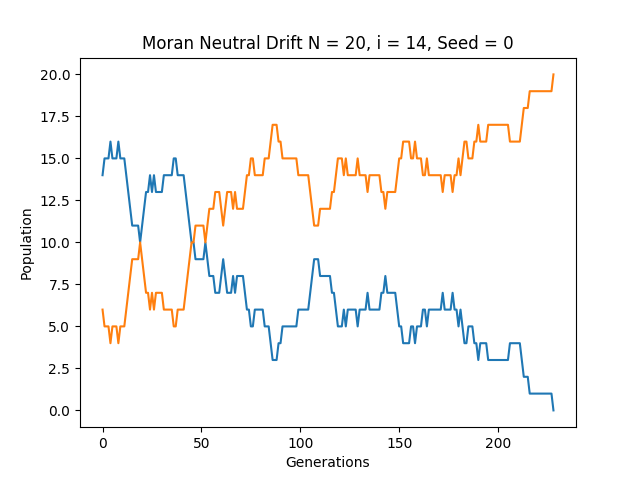 Moran Neutral Drift N = 20, i = 14, Seed = 0
20.0
17.5
15.0
12.5
10.0
7.5
5.0
2.5
0.0
Population
0 50 100 150 200
Generations